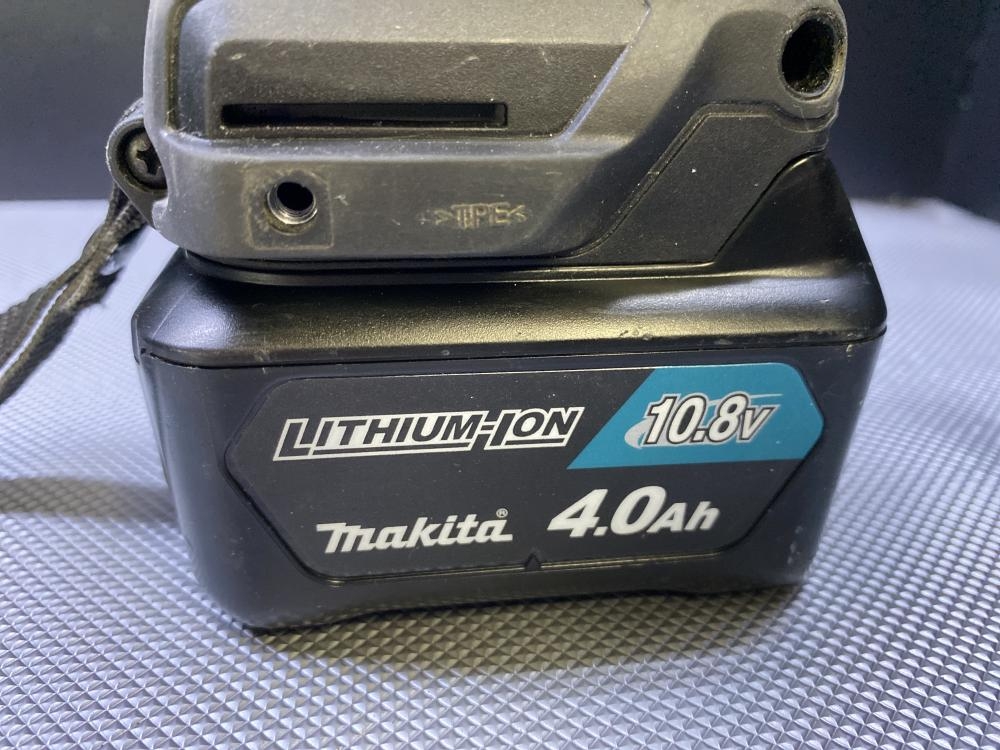 >TPE<
LITHIUM-ION 10.8V
makita® 4.0Ah